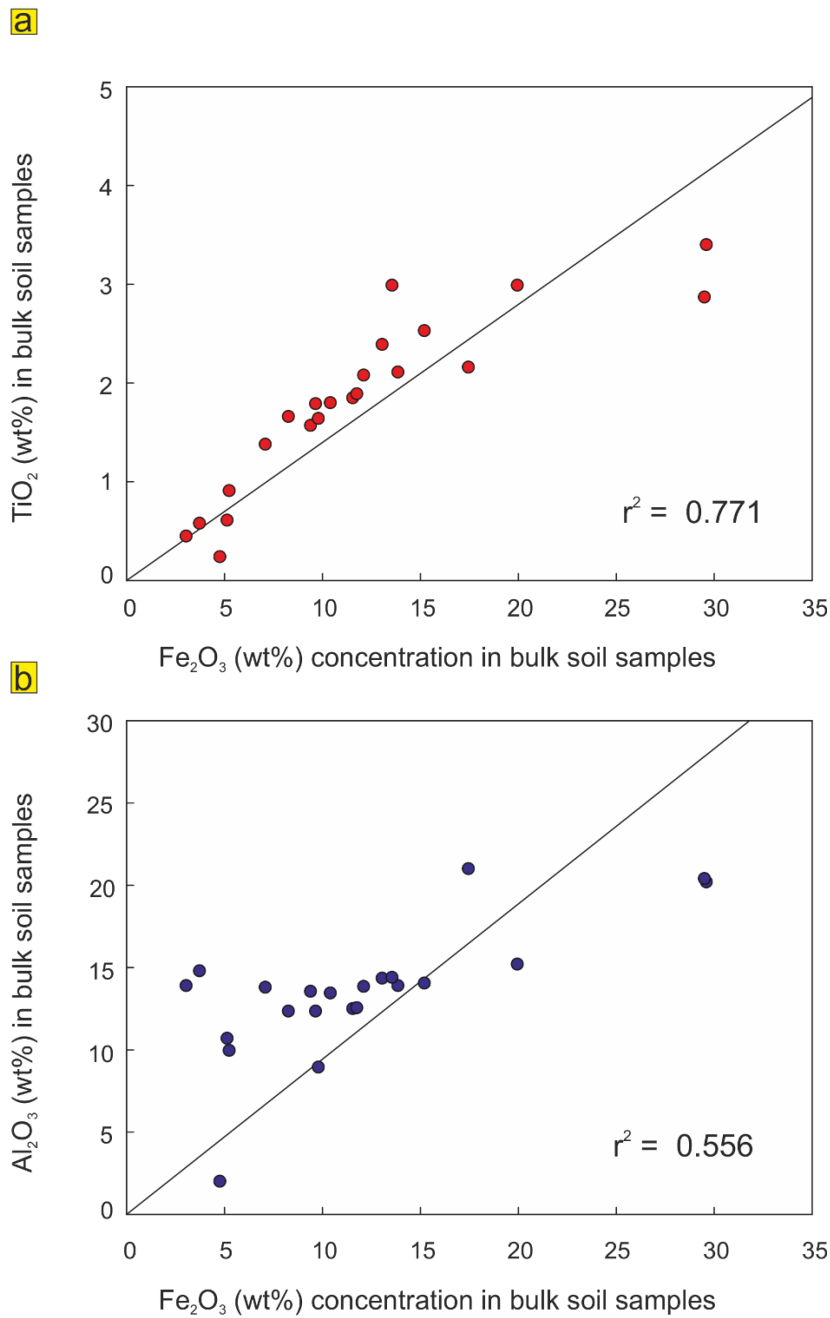 a
5
4
3
2
1
0
TiO₂ (wt%) in bulk soil samples
r² = 0.771
0 5 10 15 20 25 30 35
Fe₂O₃ (wt%) concentration in bulk soil samples
b
30
25
20
15
10
5
0
Al₂O₃ (wt%) in bulk soil samples
r² = 0.556
0 5 10 15 20 25 30 35
Fe₂O₃ (wt%) concentration in bulk soil samples